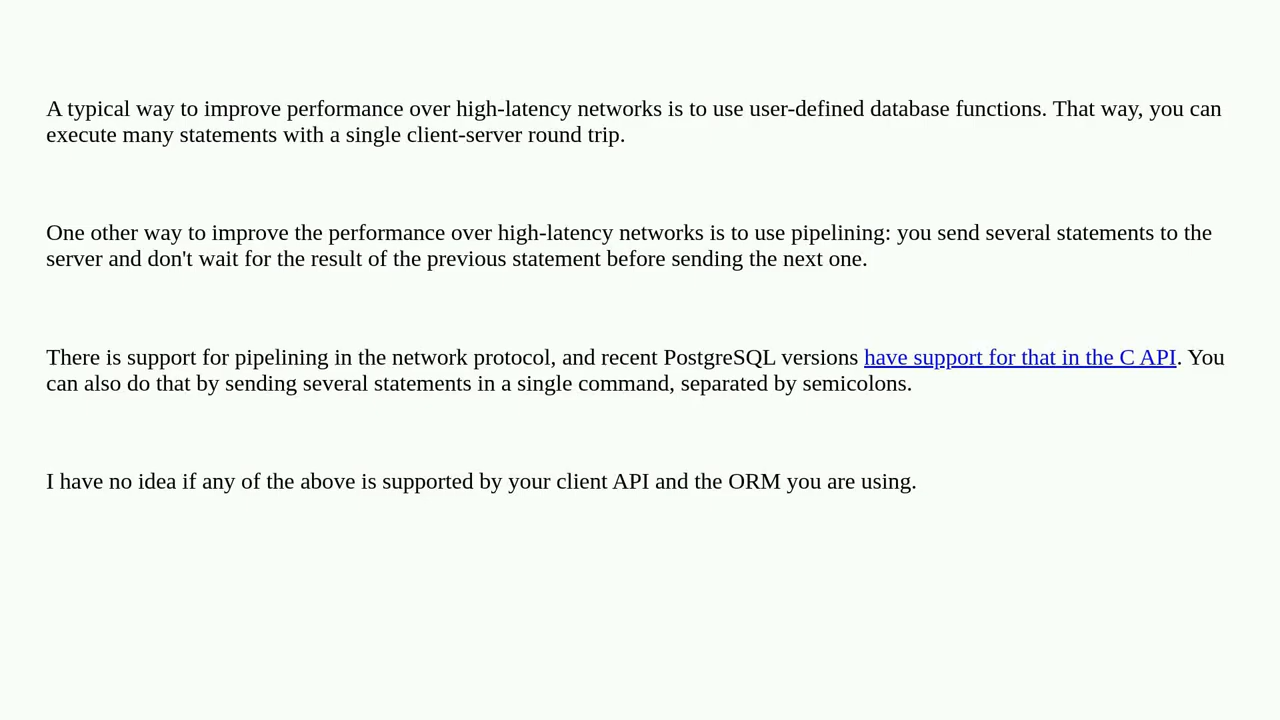 A typical way to improve performance over high-latency networks is to use user-defined database functions. That way, you can
execute many statements with a single client-server round trip.
One other way to improve the performance over high-latency networks is to use pipelining: you send several statements to the
server and don't wait for the result of the previous statement before sending the next one.
There is support for pipelining in the network protocol, and recent PostgreSQL versions have support for that in the C API. You
can also do that by sending several statements in a single command, separated by semicolons.
I have no idea if any of the above is supported by your client API and the ORM you are using.